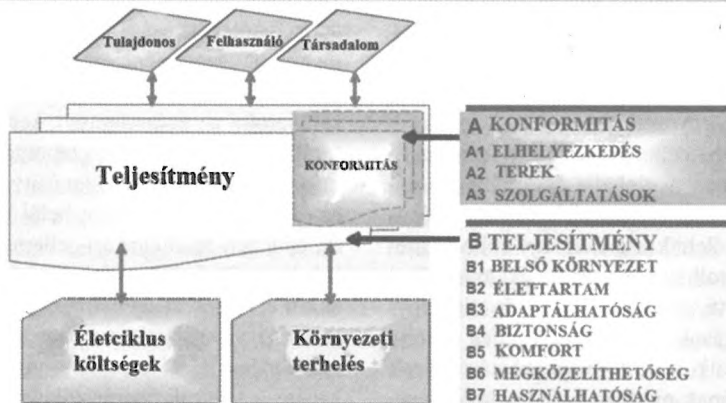 Tulajdonos
Felhasználó
Társadalom
Teljesítmény
KONFORMITÁS
A KONFORMITÁS
A1 ELHELYEZKEDÉS
A2 TEREK
A3 SZOLGÁLTATÁSOK
B TELJESÍTMÉNY
B1 BELSŐ KÖRNYEZET
B2 ÉLETTARTAM
B3 ADAPTÁLHATÓSÁG
B4 BIZTONSÁG
B5 KOMFORT
B6 MEGKÖZELÍTHETŐSÉG
B7 HASZNÁLHATÓSÁG
Életciklus
költségek
Környezeti
terhelés